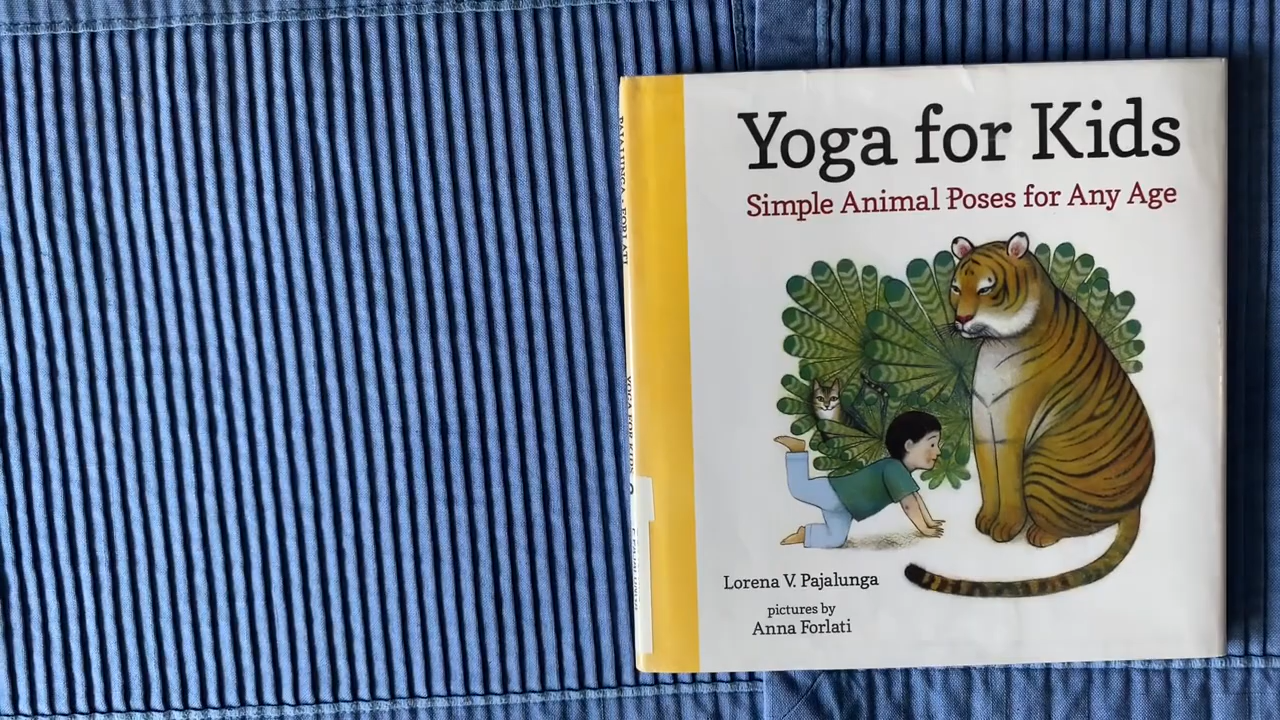 Yoga for Kids
Simple Animal Poses for Any Age
Lorena V. Pajalunga
pictures by
Anna Forlati
PAJALUNGA • FORLATI
YOGA FOR KIDS